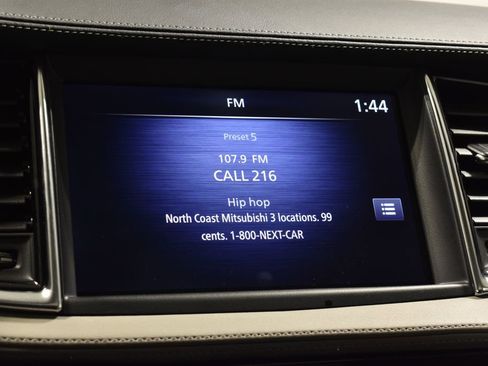 FM
1:44
Preset 5
107.9 FM
CALL 216
Hip hop
North Coast Mitsubishi 3 locations. 99
cents. 1-800-NEXT-CAR